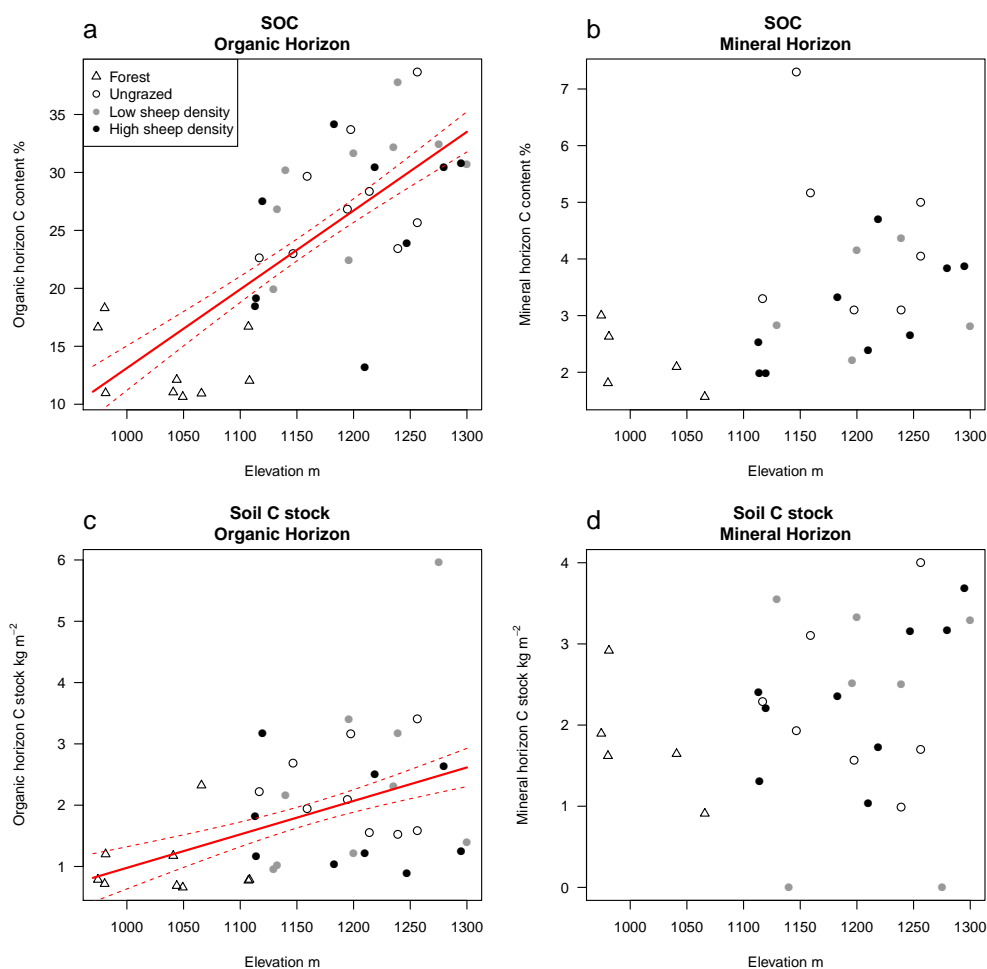 a
SOC
Organic Horizon
Forest
Ungrazed
Low sheep density
High sheep density
Organic horizon C content %
35
30
25
20
15
10
1000 1050 1100 1150 1200 1250 1300
Elevation m
b
SOC
Mineral Horizon
Mineral horizon C content %
7
6
5
4
3
2
1000 1050 1100 1150 1200 1250 1300
Elevation m
c
Soil C stock
Organic Horizon
Organic horizon C stock kg m⁻²
6
5
4
3
2
1
1000 1050 1100 1150 1200 1250 1300
Elevation m
d
Soil C stock
Mineral Horizon
Mineral horizon C stock kg m⁻²
4
3
2
1
0
1000 1050 1100 1150 1200 1250 1300
Elevation m